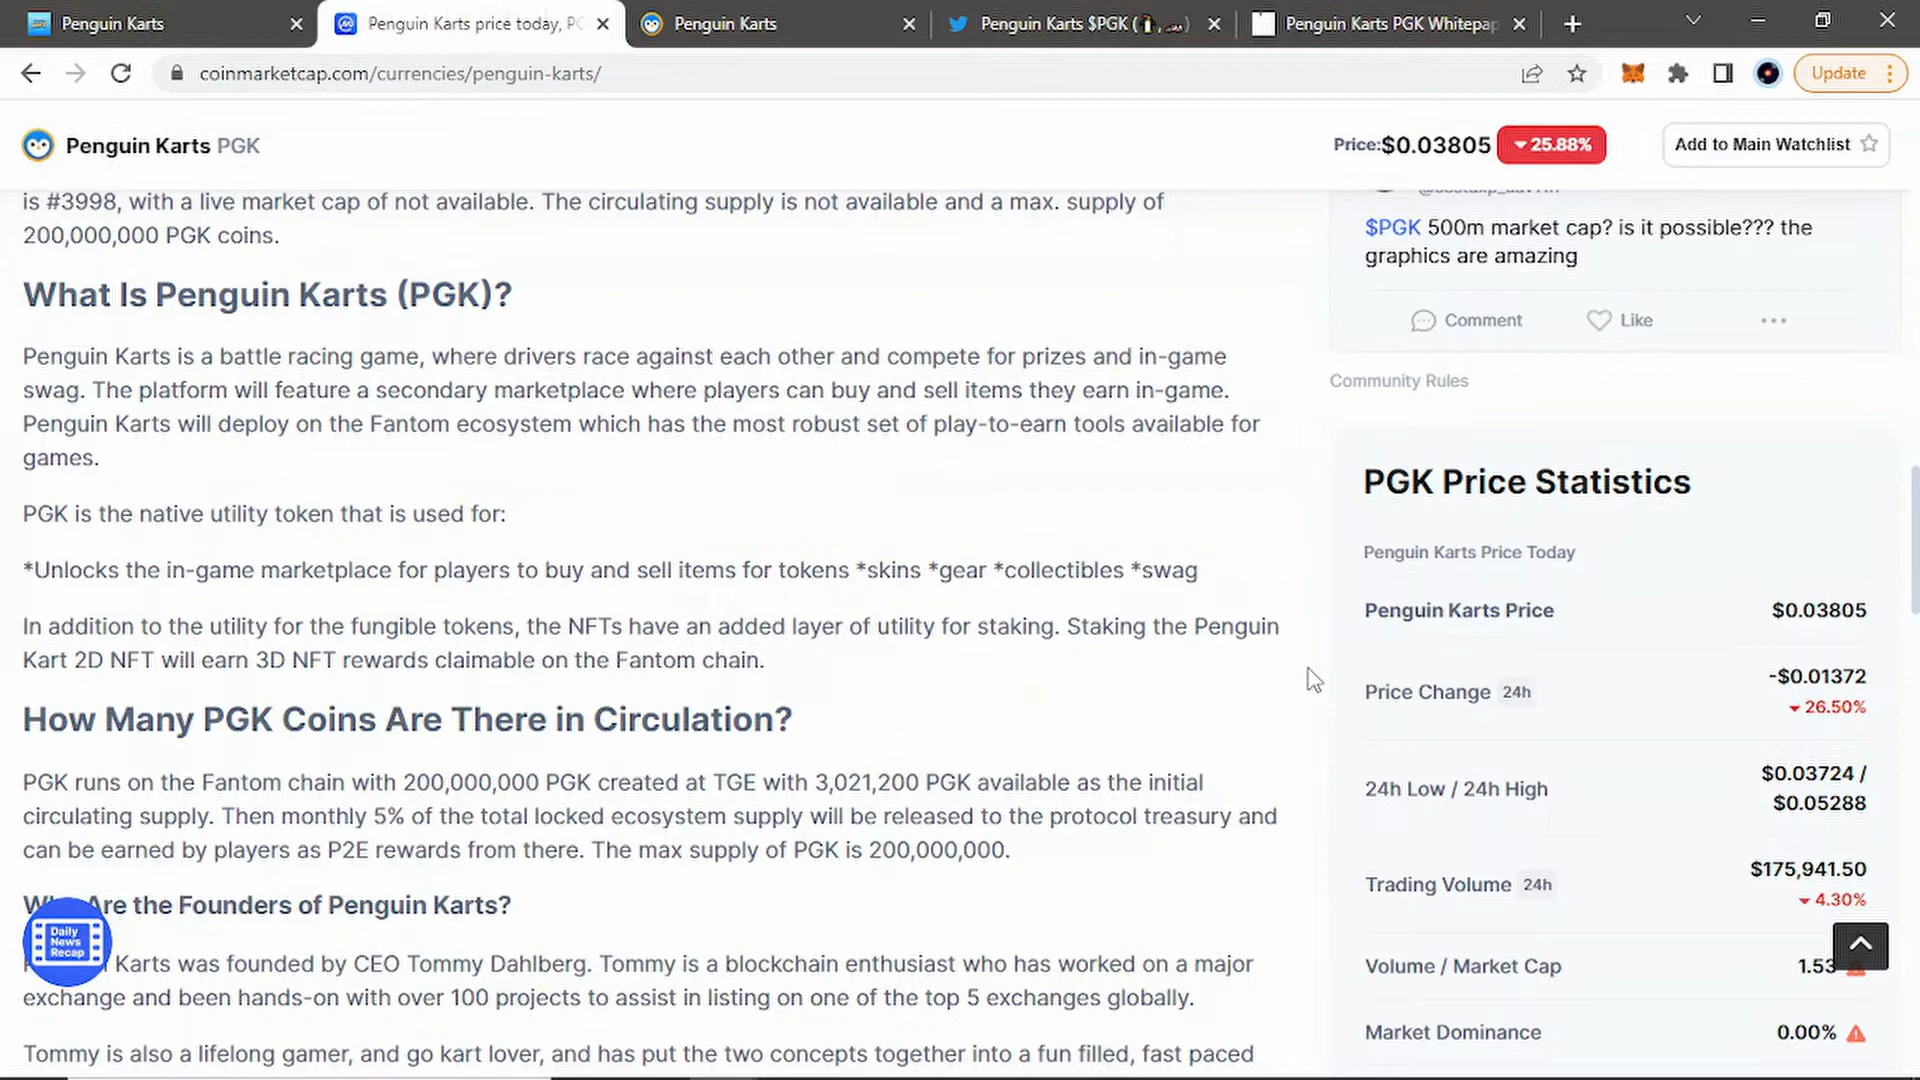 Penguin Karts
Penguin Karts price today, PG
Penguin Karts
Penguin Karts $PGK (🐧,🏎️)
Penguin Karts PGK Whitepap
coinmarketcap.com/currencies/penguin-karts/
Update
Penguin Karts PGK
Price:$0.03805
25.88%
Add to Main Watchlist
is #3998, with a live market cap of not available. The circulating supply is not available and a max. supply of
200,000,000 PGK coins.
What Is Penguin Karts (PGK)?
Penguin Karts is a battle racing game, where drivers race against each other and compete for prizes and in-game
swag. The platform will feature a secondary marketplace where players can buy and sell items they earn in-game.
Penguin Karts will deploy on the Fantom ecosystem which has the most robust set of play-to-earn tools available for
games.
PGK is the native utility token that is used for:
*Unlocks the in-game marketplace for players to buy and sell items for tokens *skins *gear *collectibles *swag
In addition to the utility for the fungible tokens, the NFTs have an added layer of utility for staking. Staking the Penguin
Kart 2D NFT will earn 3D NFT rewards claimable on the Fantom chain.
How Many PGK Coins Are There in Circulation?
PGK runs on the Fantom chain with 200,000,000 PGK created at TGE with 3,021,200 PGK available as the initial
circulating supply. Then monthly 5% of the total locked ecosystem supply will be released to the protocol treasury and
can be earned by players as P2E rewards from there. The max supply of PGK is 200,000,000.
Are the Founders of Penguin Karts?
Karts was founded by CEO Tommy Dahlberg. Tommy is a blockchain enthusiast who has worked on a major
exchange and been hands-on with over 100 projects to assist in listing on one of the top 5 exchanges globally.
Tommy is also a lifelong gamer, and go kart lover, and has put the two concepts together into a fun filled, fast paced
Daily
News
Recap
$PGK 500m market cap? is it possible??? the
graphics are amazing
Comment
Like
Community Rules
PGK Price Statistics
Penguin Karts Price Today
Penguin Karts Price
$0.03805
Price Change 24h
-$0.01372
26.50%
24h Low / 24h High
$0.03724 /
$0.05288
Trading Volume 24h
$175,941.50
4.30%
Volume / Market Cap
1.53
Market Dominance
0.00%